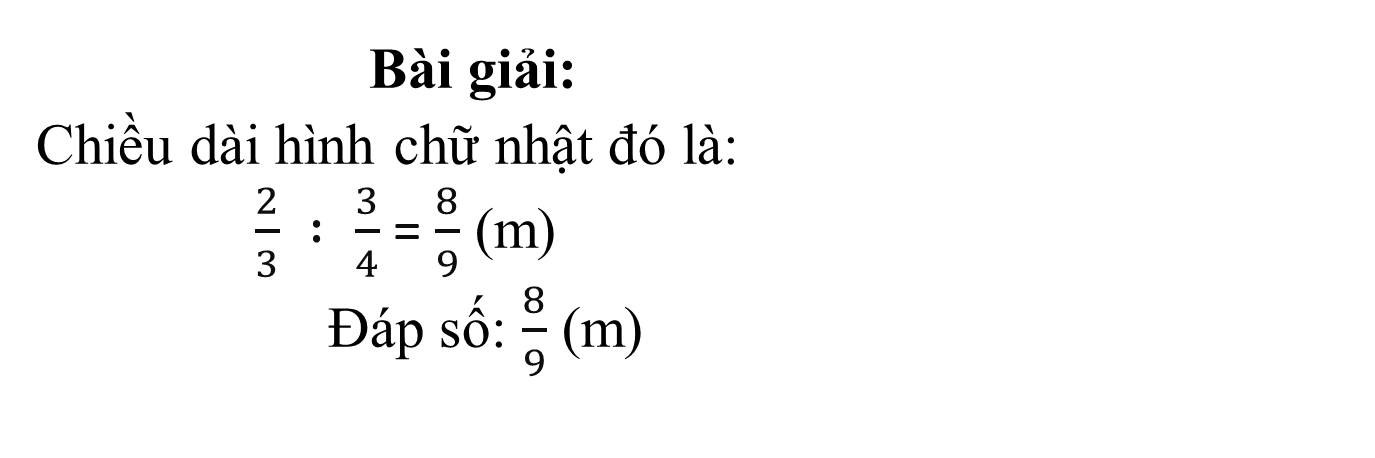 Bài giải:
Chiều dài hình chữ nhật đó là:
2/3 : 3/4 = 8/9 (m)
Đáp số: 8/9 (m)